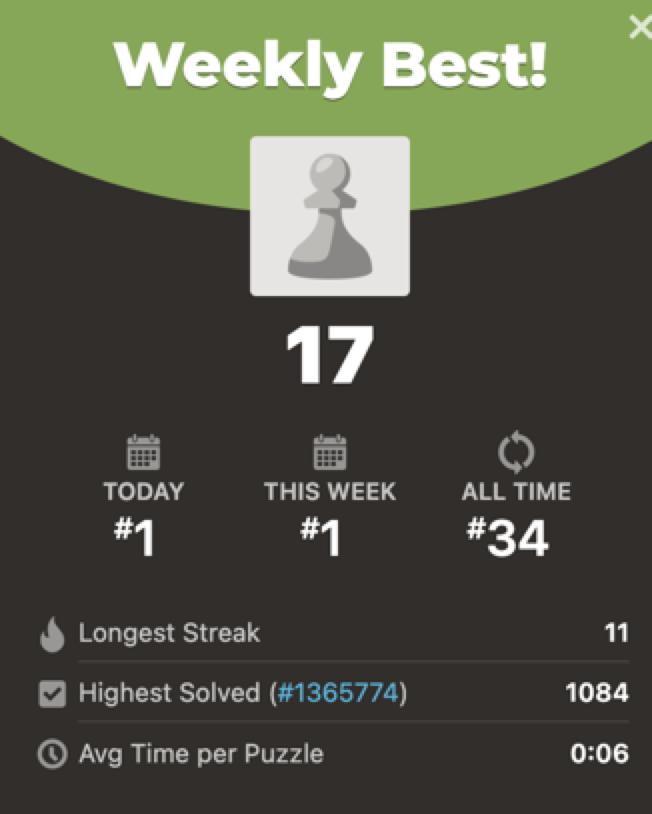 Weekly Best!
17
TODAY THIS WEEK ALL TIME
#1 #1 #34
Longest Streak 11
Highest Solved (#1365774) 1084
Avg Time per Puzzle 0:06